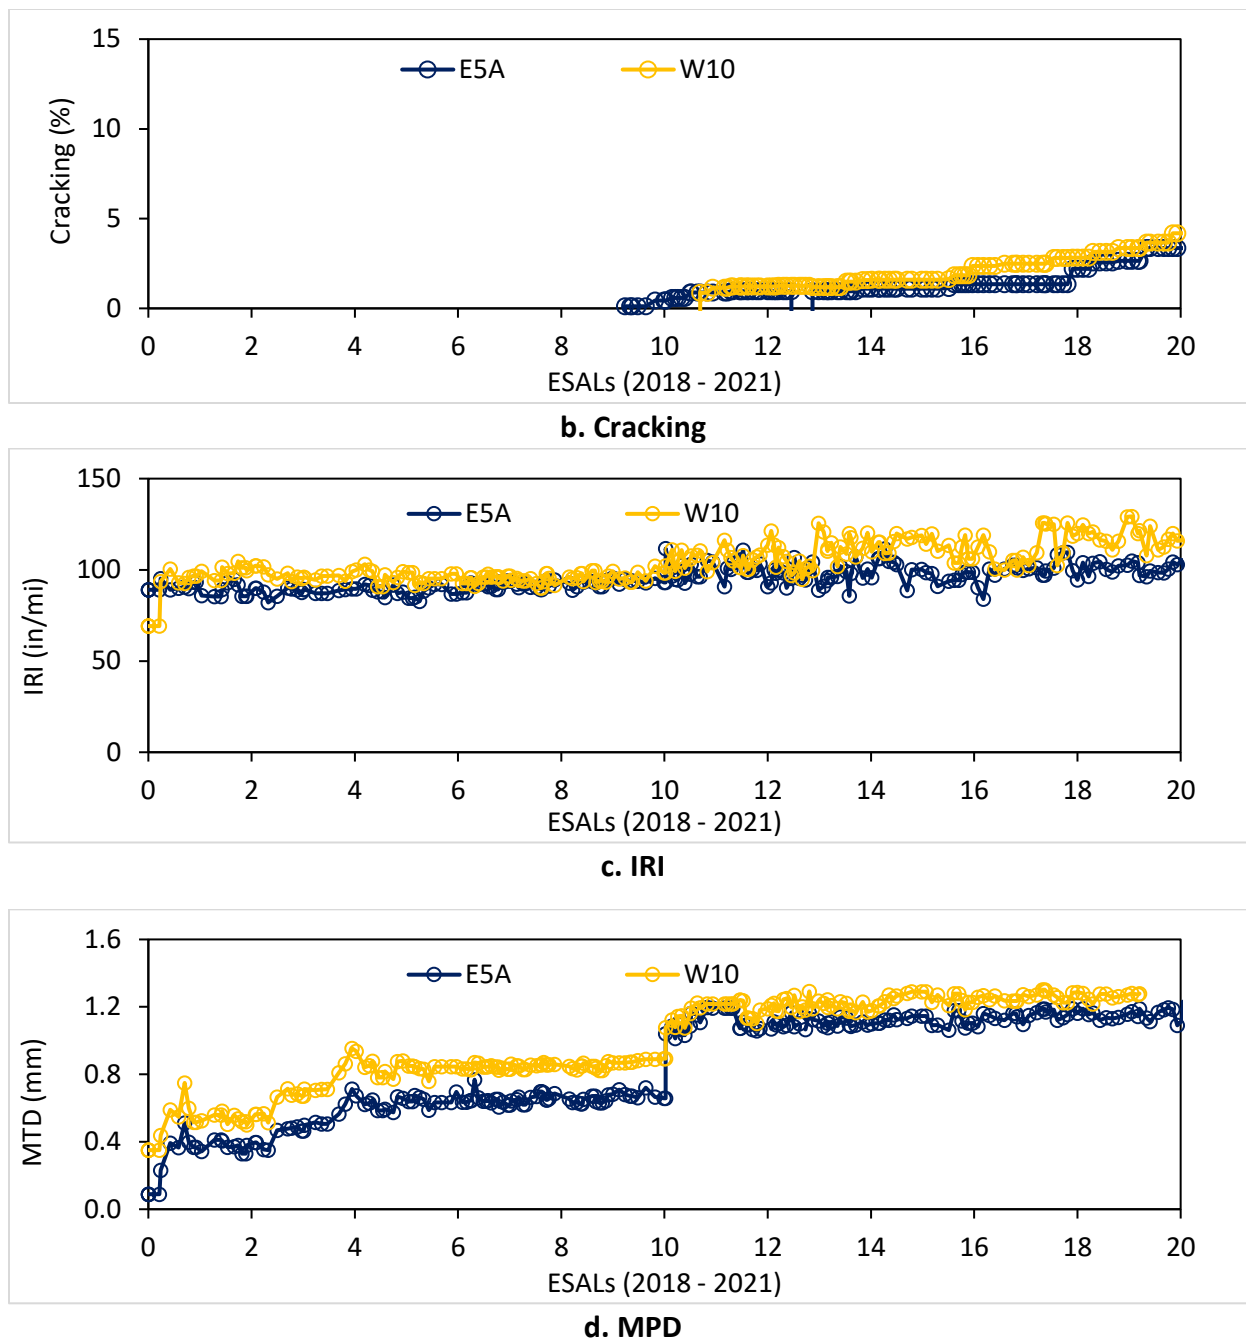 15
10
5
0
Cracking (%)
E5A W10
0 2 4 6 8 10 12 14 16 18 20
ESALs (2018 - 2021)
b. Cracking
150
100
50
0
IRI (in/mi)
E5A W10
0 2 4 6 8 10 12 14 16 18 20
ESALs (2018 - 2021)
c. IRI
1.6
1.2
0.8
0.4
0.0
MTD (mm)
E5A W10
0 2 4 6 8 10 12 14 16 18 20
ESALs (2018 - 2021)
d. MPD